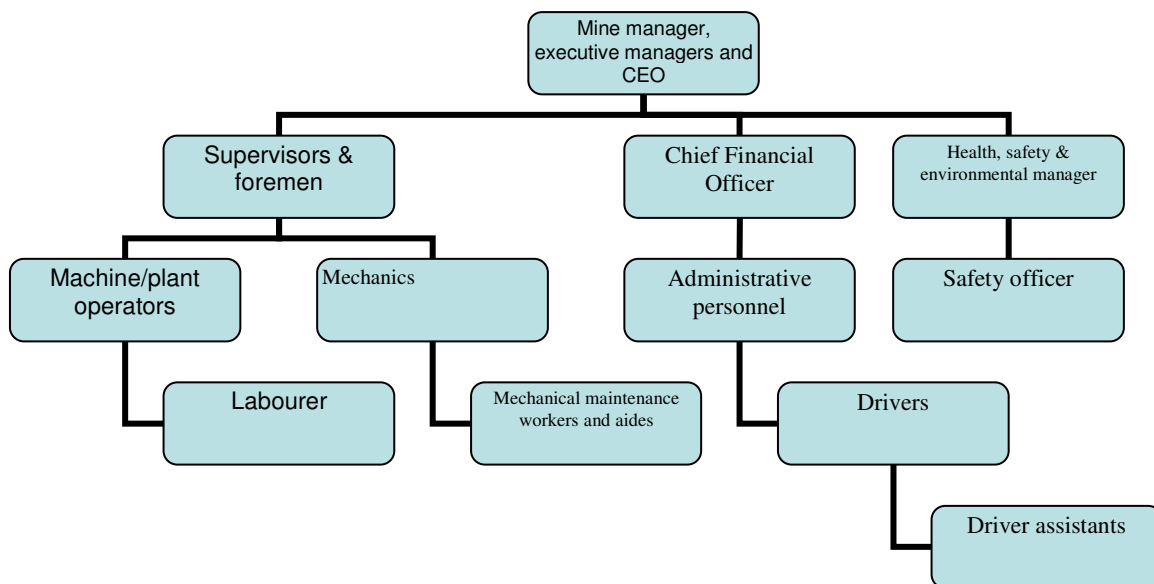 Mine manager,
executive managers and
CEO
Supervisors &
foremen
Chief Financial
Officer
Health, safety &
environmental manager
Machine/plant
operators
Mechanics
Administrative
personnel
Safety officer
Labourer
Mechanical maintenance
workers and aides
Drivers
Driver assistants